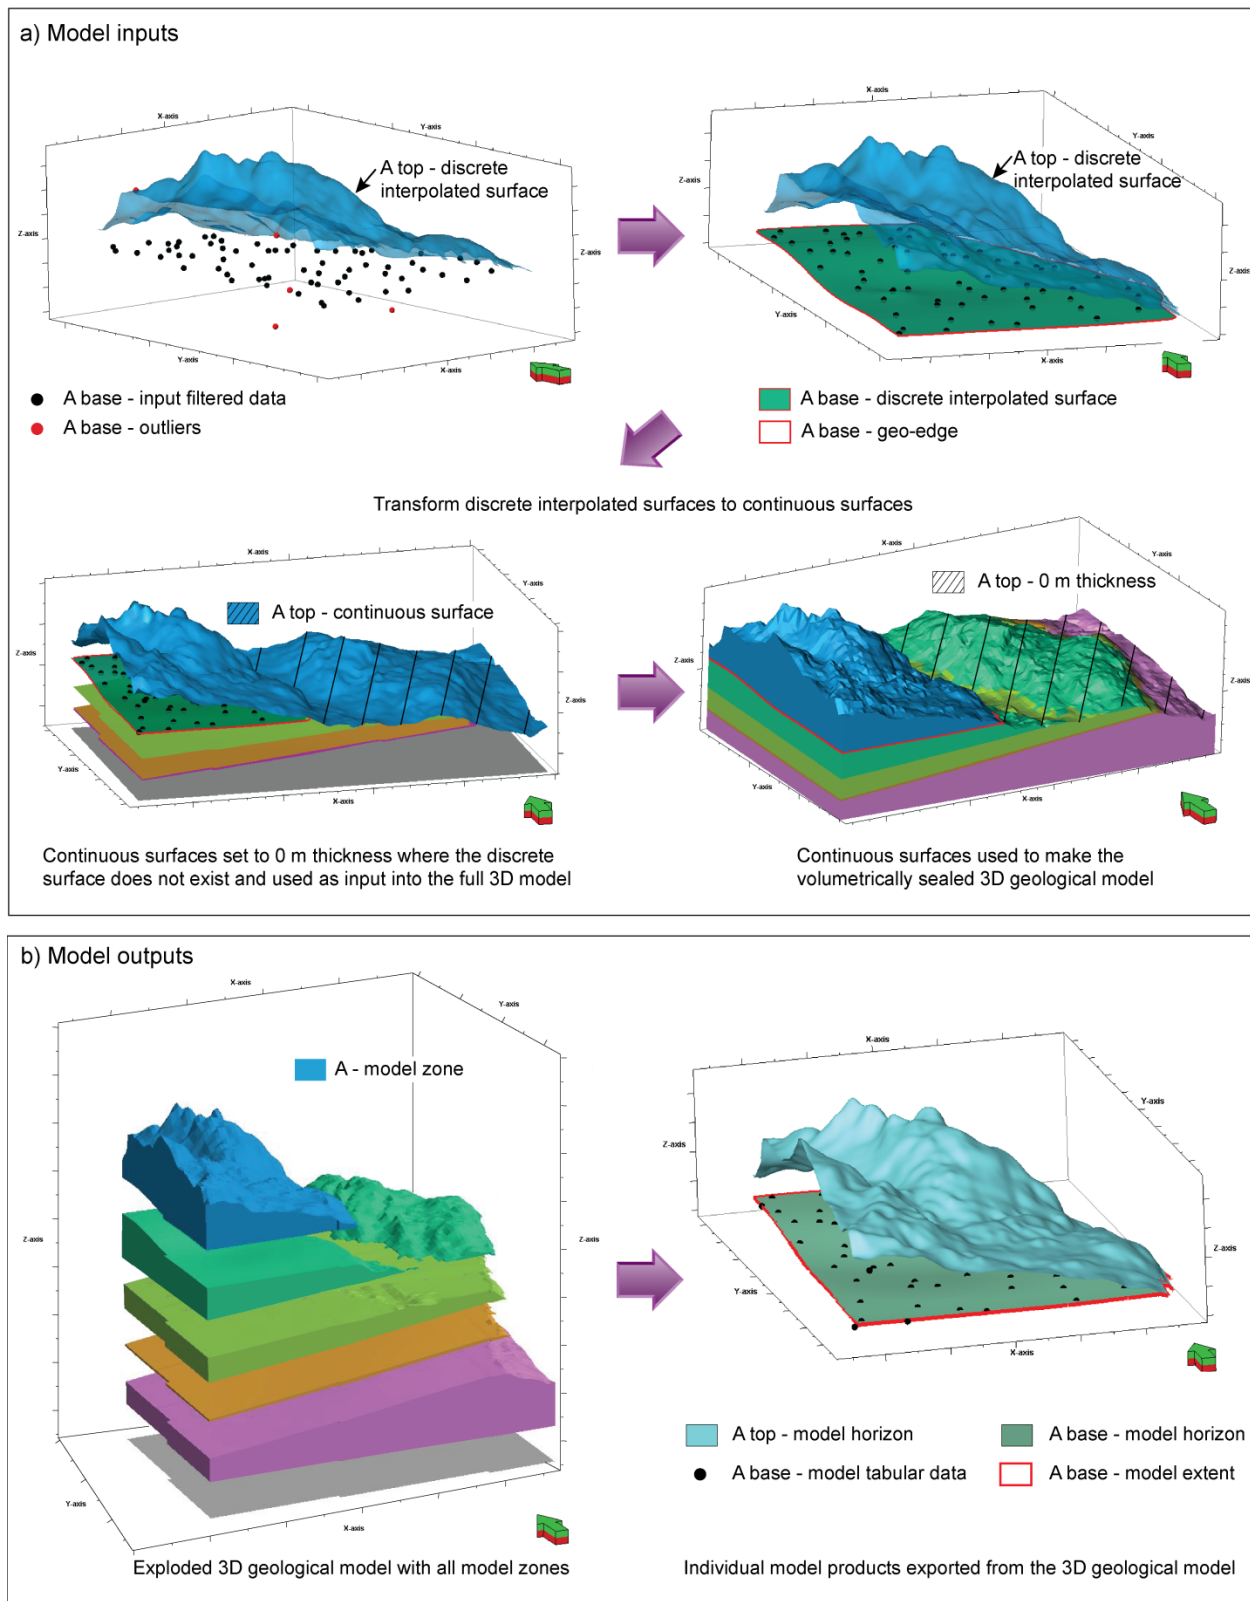 a) Model inputs
X-axis
Y-axis
A top - discrete
interpolated surface
Z-axis
Z-axis
Y-axis
X-axis
A base - input filtered data
A base - outliers
X-axis
Y-axis
A top - discrete
interpolated surface
Z-axis
Z-axis
Y-axis
X-axis
A base - discrete interpolated surface
A base - geo-edge
Transform discrete interpolated surfaces to continuous surfaces
X-axis
Y-axis
A top - continuous surface
Z-axis
Z-axis
Y-axis
X-axis
Continuous surfaces set to 0 m thickness where the discrete
surface does not exist and used as input into the full 3D model
X-axis
Y-axis
A top - 0 m thickness
Z-axis
Z-axis
Y-axis
X-axis
Continuous surfaces used to make the
volumetrically sealed 3D geological model
b) Model outputs
X-axis
Y-axis
A - model zone
Z-axis
Z-axis
Y-axis
X-axis
Exploded 3D geological model with all model zones
X-axis
Y-axis
Z-axis
Z-axis
Y-axis
X-axis
A top - model horizon
A base - model horizon
A base - model tabular data
A base - model extent
Individual model products exported from the 3D geological model